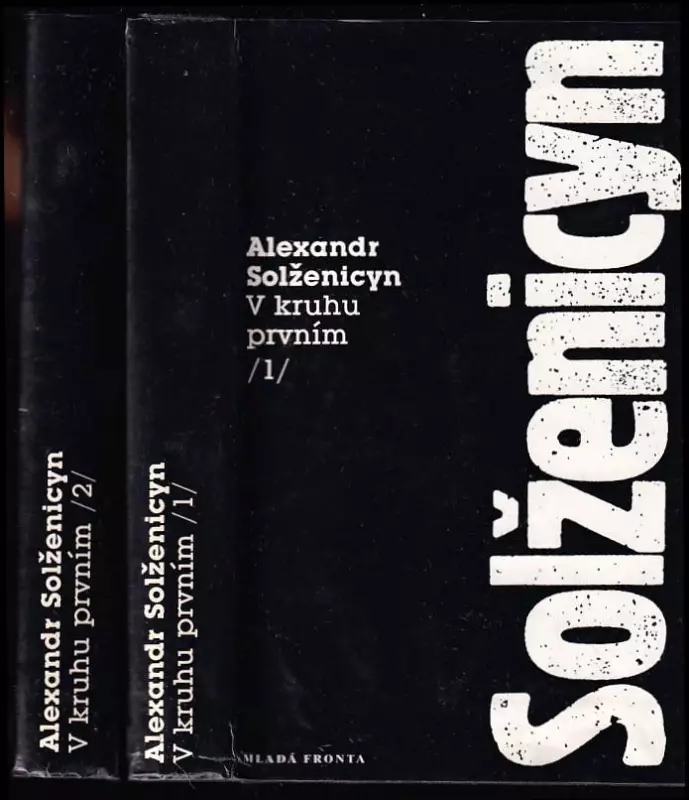 Alexandr Solženicyn
V kruhu prvním /2/
Alexandr Solženicyn
V kruhu prvním /1/
Alexandr
Solženicyn
V kruhu
prvním
/1/
MLADÁ FRONTA
Solženicyn